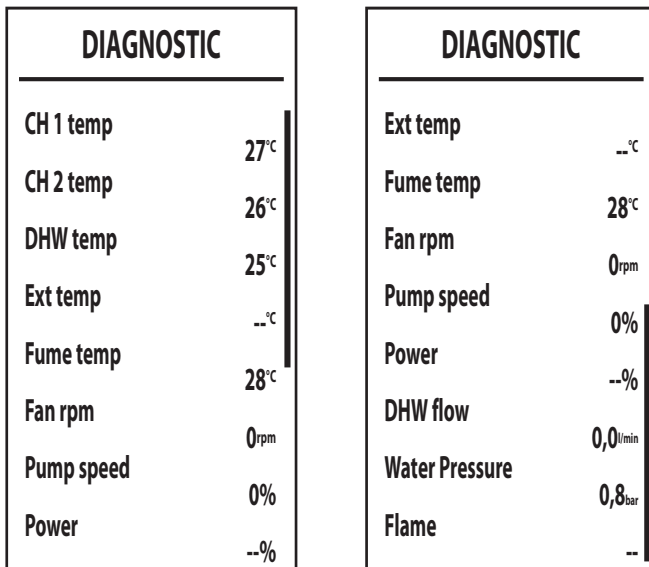 DIAGNOSTIC
CH 1 temp
27°C
CH 2 temp
26°C
DHW temp
25°C
Ext temp
--°C
Fume temp
28°C
Fan rpm
0rpm
Pump speed
0%
Power
--%
DIAGNOSTIC
Ext temp
--°C
Fume temp
28°C
Fan rpm
0rpm
Pump speed
0%
Power
--%
DHW flow
0,0l/min
Water Pressure
0,8bar
Flame
--